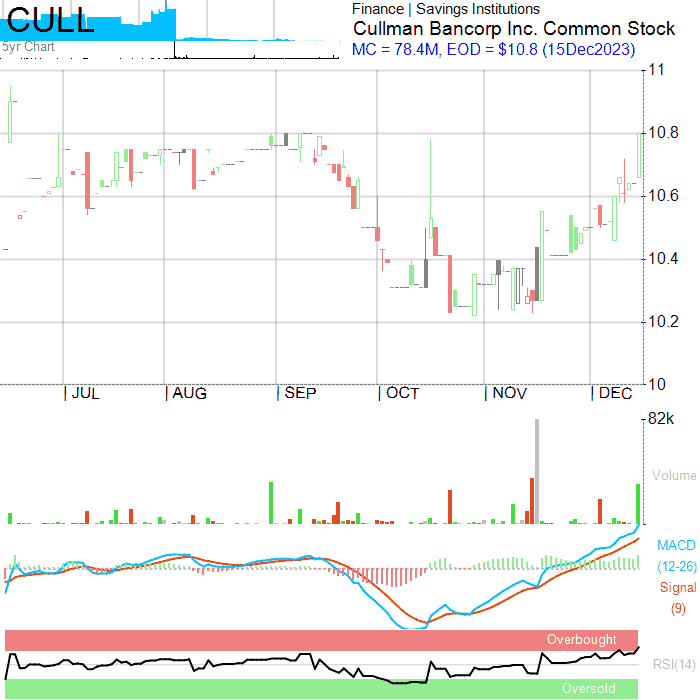 CULL
5yr Chart
Finance | Savings Institutions
Cullman Bancorp Inc. Common Stock
MC = 78.4M, EOD = $10.8 (15Dec2023)
11
10.8
10.6
10.4
10.2
10
JUL AUG SEP OCT NOV DEC
82k
Volume
MACD
(12-26)
Signal
(9)
Overbought
RSI(14)
Oversold